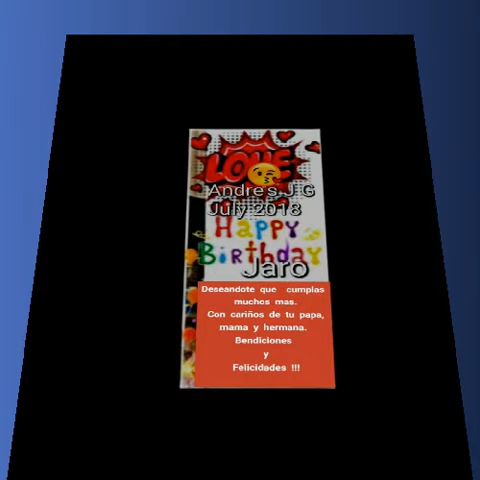 LOVE
Andre's J G
July 2018
Happy
Birthday
Jaro
Deseandote que cumplas
muchos mas.
Con cariños de tu papa,
mama y hermana.
Bendiciones
y
Felicidades !!!